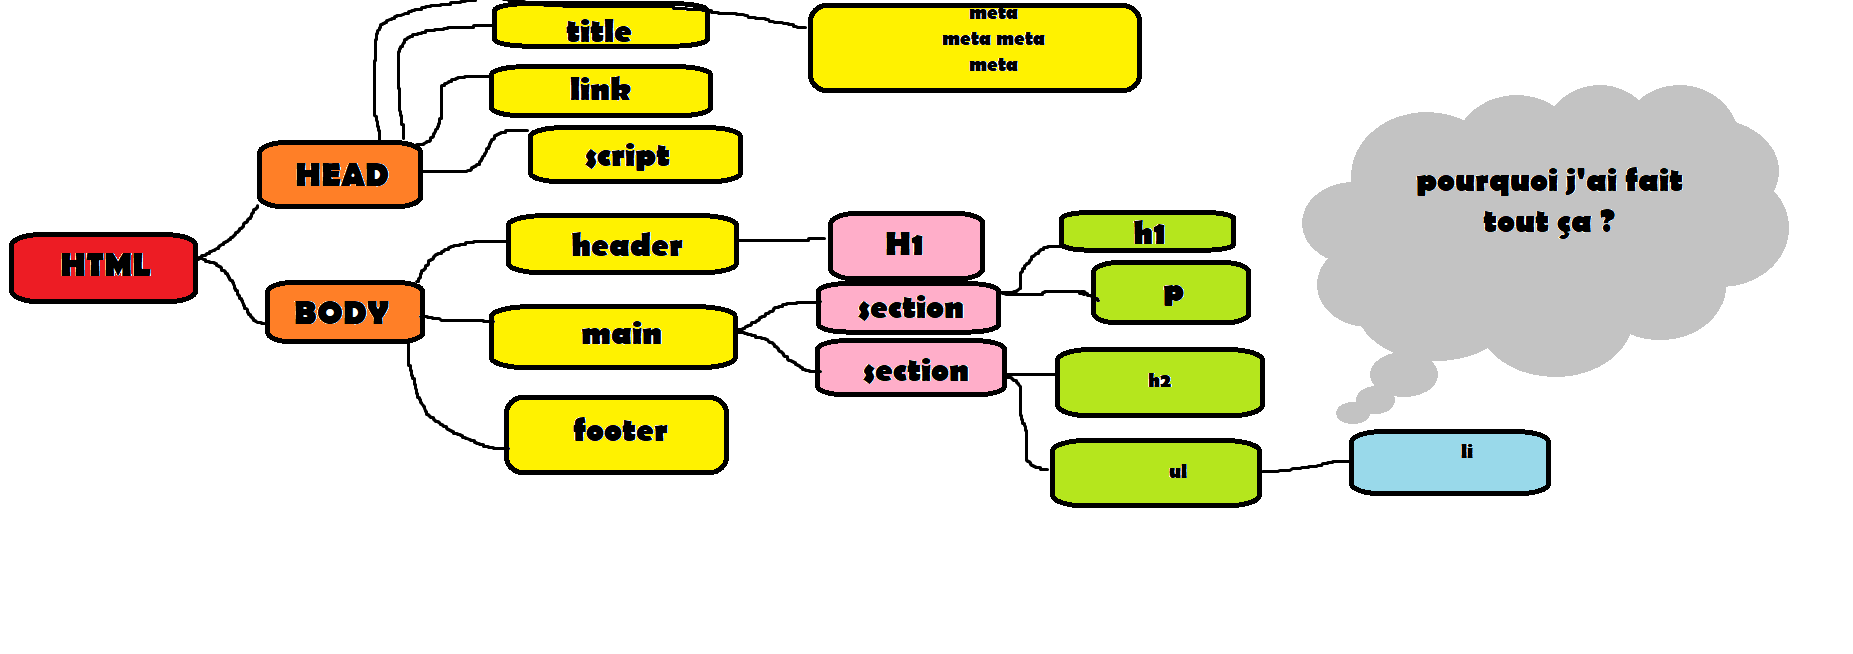 title
meta
meta meta
meta
link
script
HEAD
HTML
BODY
header
main
footer
H1
section
section
h1
p
h2
ul
li
pourquoi j'ai fait
tout ça ?